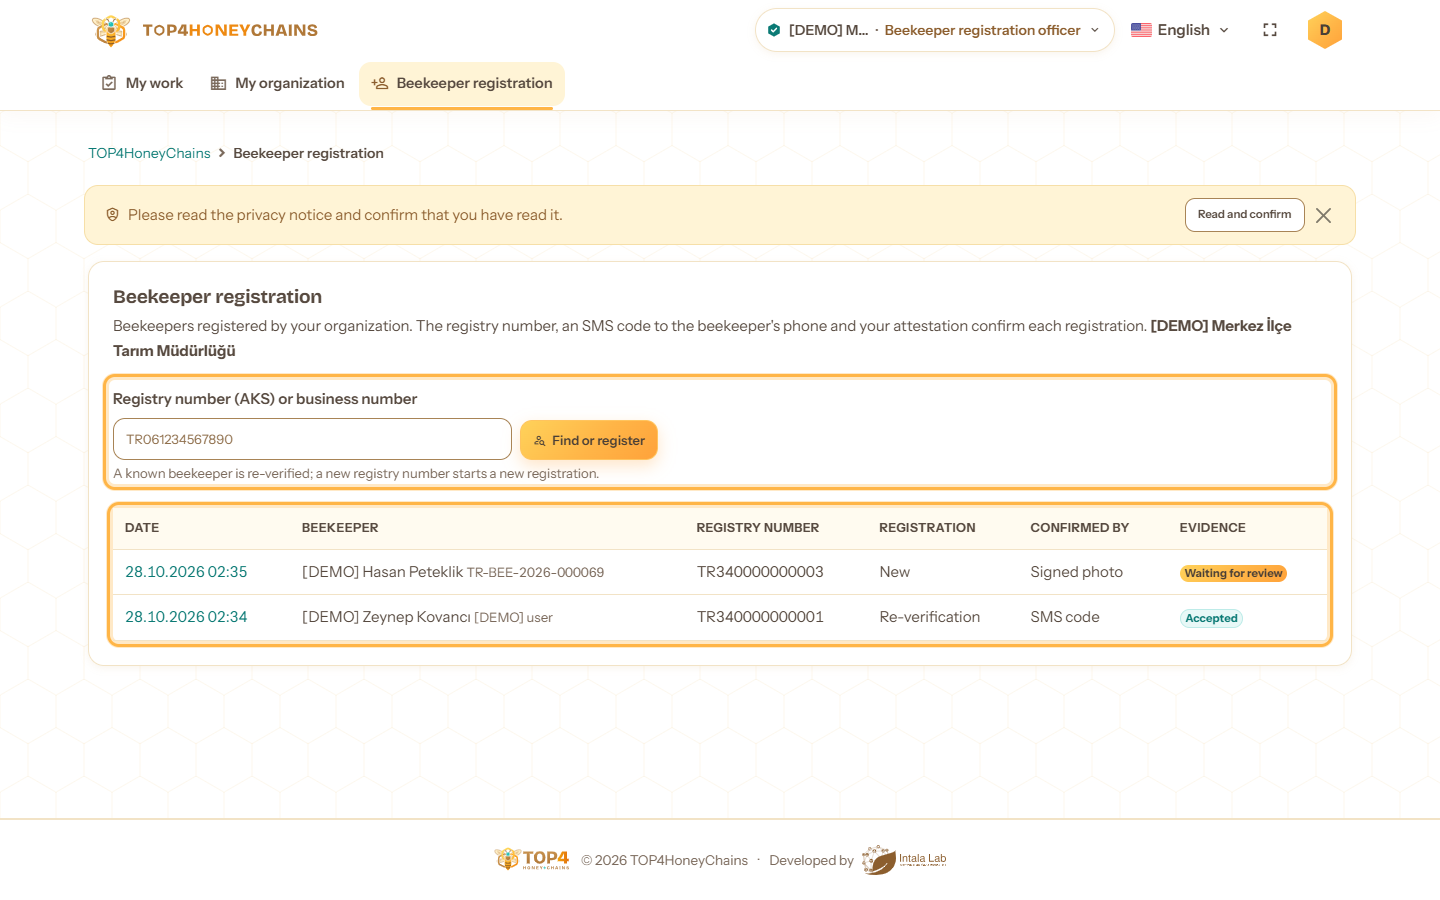 TOP4HONEYCHAINS
[DEMO] M... · Beekeeper registration officer
English
D
My work
My organization
Beekeeper registration
TOP4HoneyChains > Beekeeper registration
Please read the privacy notice and confirm that you have read it.
Read and confirm
Beekeeper registration
Beekeepers registered by your organization. The registry number, an SMS code to the beekeeper's phone and your attestation confirm each registration. [DEMO] Merkez İlçe
Tarım Müdürlüğü
Registry number (AKS) or business number
TR061234567890
Find or register
A known beekeeper is re-verified; a new registry number starts a new registration.
DATE BEEKEEPER REGISTRY NUMBER REGISTRATION CONFIRMED BY EVIDENCE
28.10.2026 02:35 [DEMO] Hasan Peteklik TR-BEE-2026-000069 TR340000000003 New Signed photo Waiting for review
28.10.2026 02:34 [DEMO] Zeynep Kovancı [DEMO] user TR340000000001 Re-verification SMS code Accepted
TOP4
HONEYCHAINS
© 2026 TOP4HoneyChains · Developed by
Intala Lab